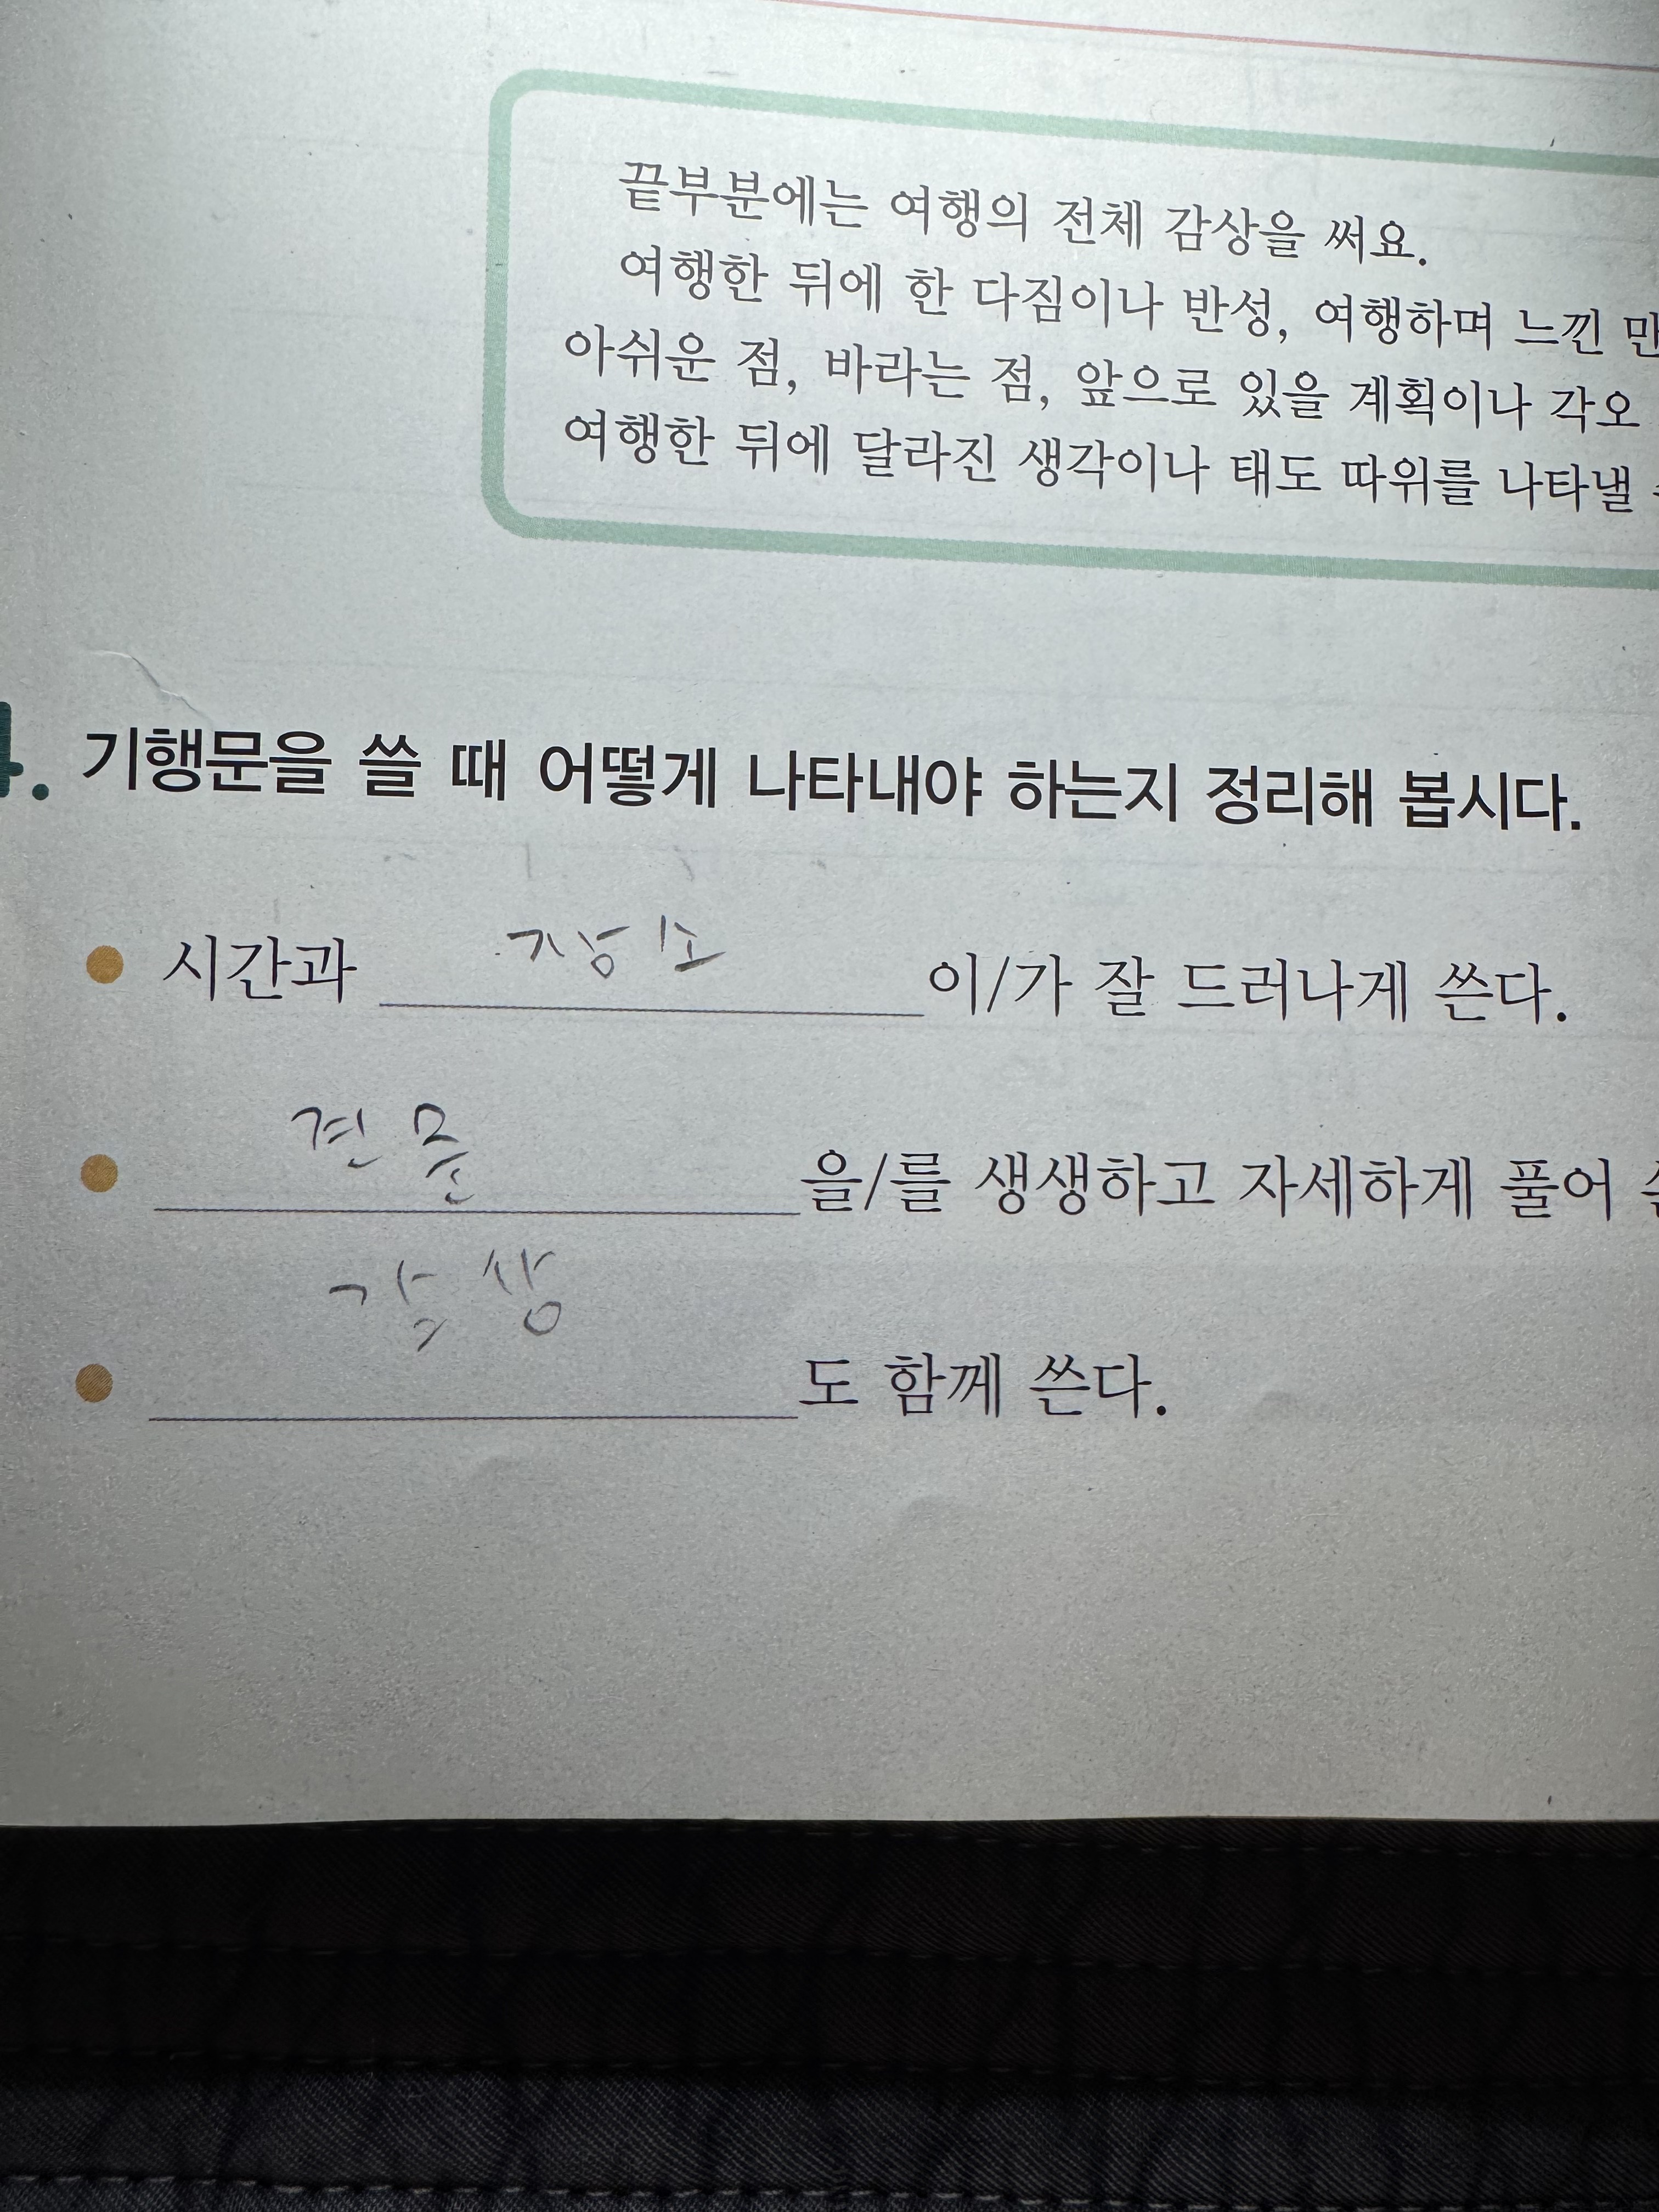 끝부분에는 여행의 전체 감상을 써요.
여행한 뒤에 한 다짐이나 반성, 여행하며 느낀
아쉬운 점, 바라는 점, 앞으로 있을 계획이나 각오
여행한 뒤에 달라진 생각이나 태도 따위를 나타낼
기행문을 쓸 때 어떻게 나타내야 하는지 정리해 봅시다.
시간과 장소 이/가 잘 드러나게 쓴다.
견문 을/를 생생하고 자세하게 풀어
감상
도 함께 쓴다.